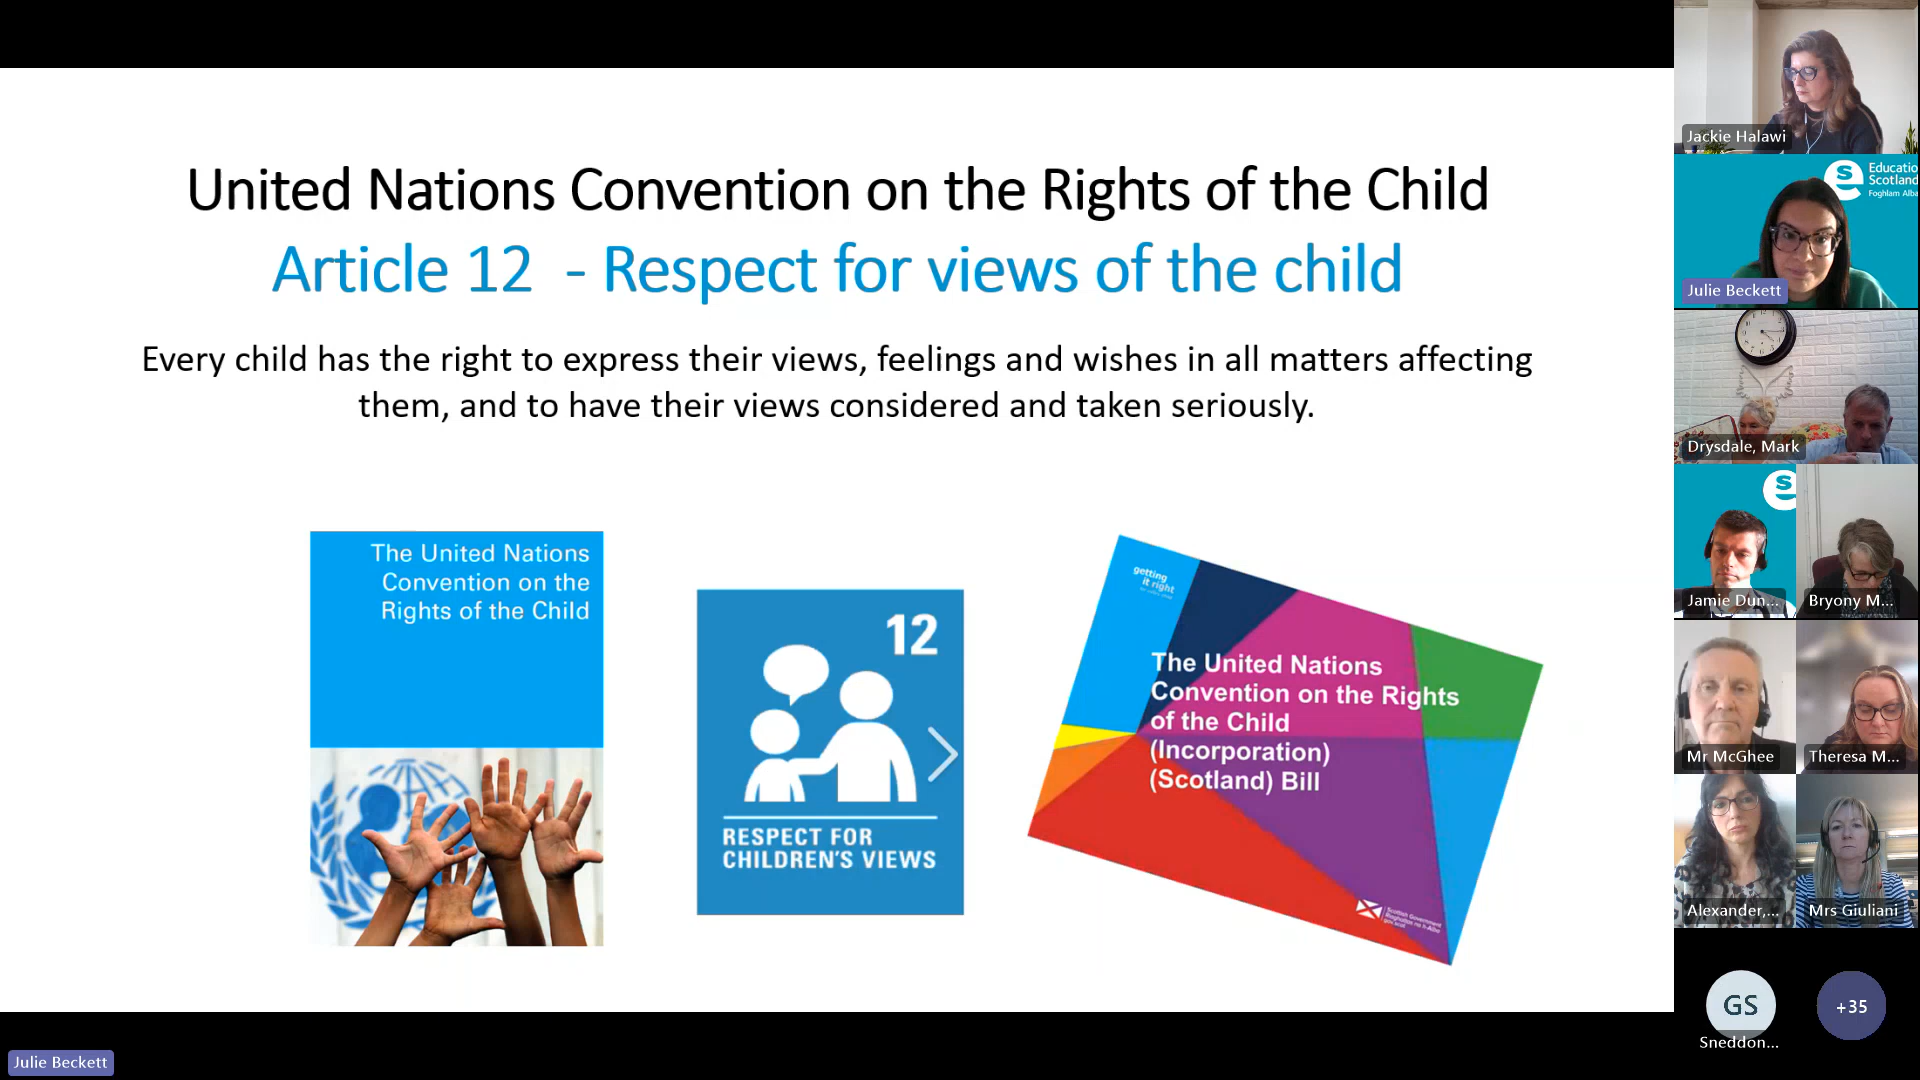 United Nations Convention on the Rights of the Child
Article 12 - Respect for views of the child
Every child has the right to express their views, feelings and wishes in all matters affecting
them, and to have their views considered and taken seriously.
The United Nations
Convention on the
Rights of the Child
12
RESPECT FOR
CHILDREN'S VIEWS
getting
it right
The United Nations
Convention on the Rights
of the Child
(Incorporation)
(Scotland) Bill
Scottish Government
Julie Beckett
Jackie Halawi
Educatio
Scotland
Foghlam Alba
Julie Beckett
Drysdale, Mark
Jamie Dun...
Bryony M...
Mr McGhee
Theresa M...
Alexander,...
Mrs Giuliani
GS
+35
Sneddon...